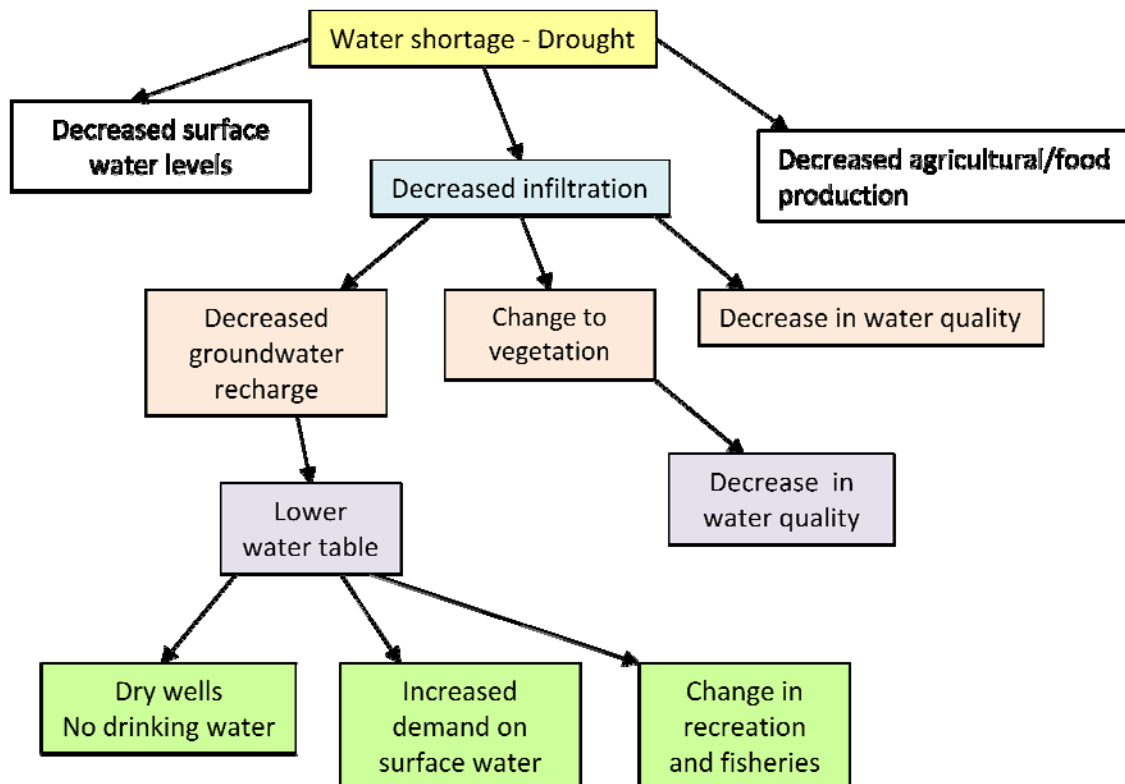 Water shortage - Drought
Decreased surface
water levels
Decreased agricultural/food
production
Decreased infiltration
Decreased
groundwater
recharge
Change to
vegetation
Decrease in water quality
Decrease in
water quality
Lower
water table
Dry wells
No drinking water
Increased
demand on
surface water
Change in
recreation
and fisheries